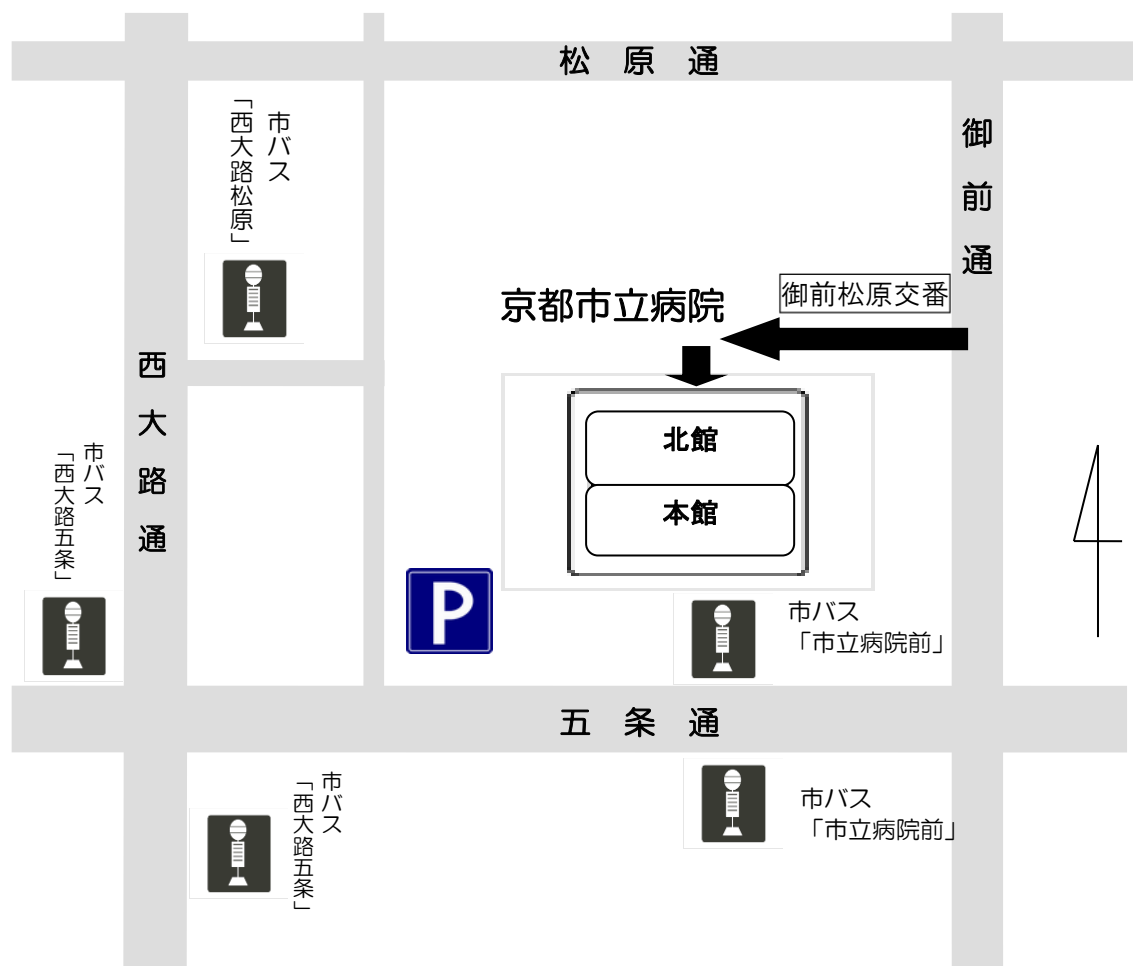 松原通
市バス
「西大路松原」
御前通
御前松原交番
京都市立病院
西大路通
北館
本館
市バス
「西大路五条」
P
市バス
「市立病院前」
五条通
市バス
「西大路五条」
市バス
「市立病院前」